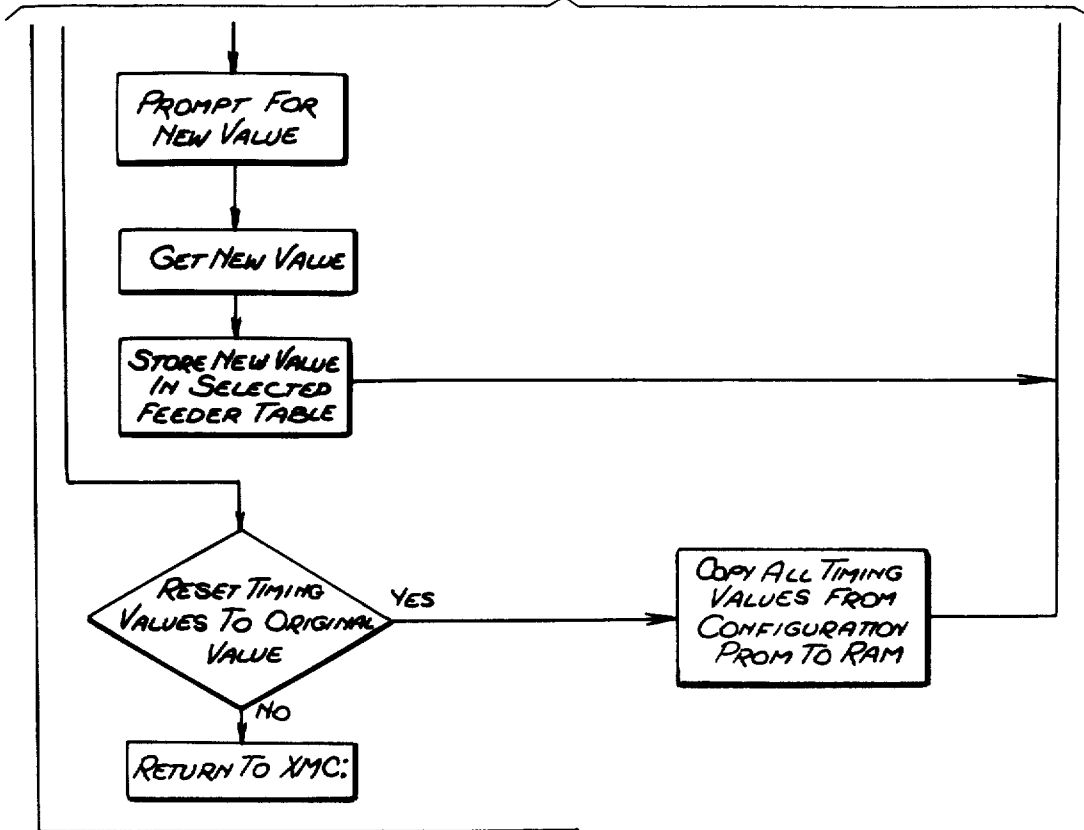 PROMPT FOR
NEW VALUE
GET NEW VALUE
STORE NEW VALUE
IN SELECTED
FEEDER TABLE
RESET TIMING
VALUES TO ORIGINAL
VALUE
YES
COPY ALL TIMING
VALUES FROM
CONFIGURATION
PROM TO RAM
NO
RETURN TO XMC: